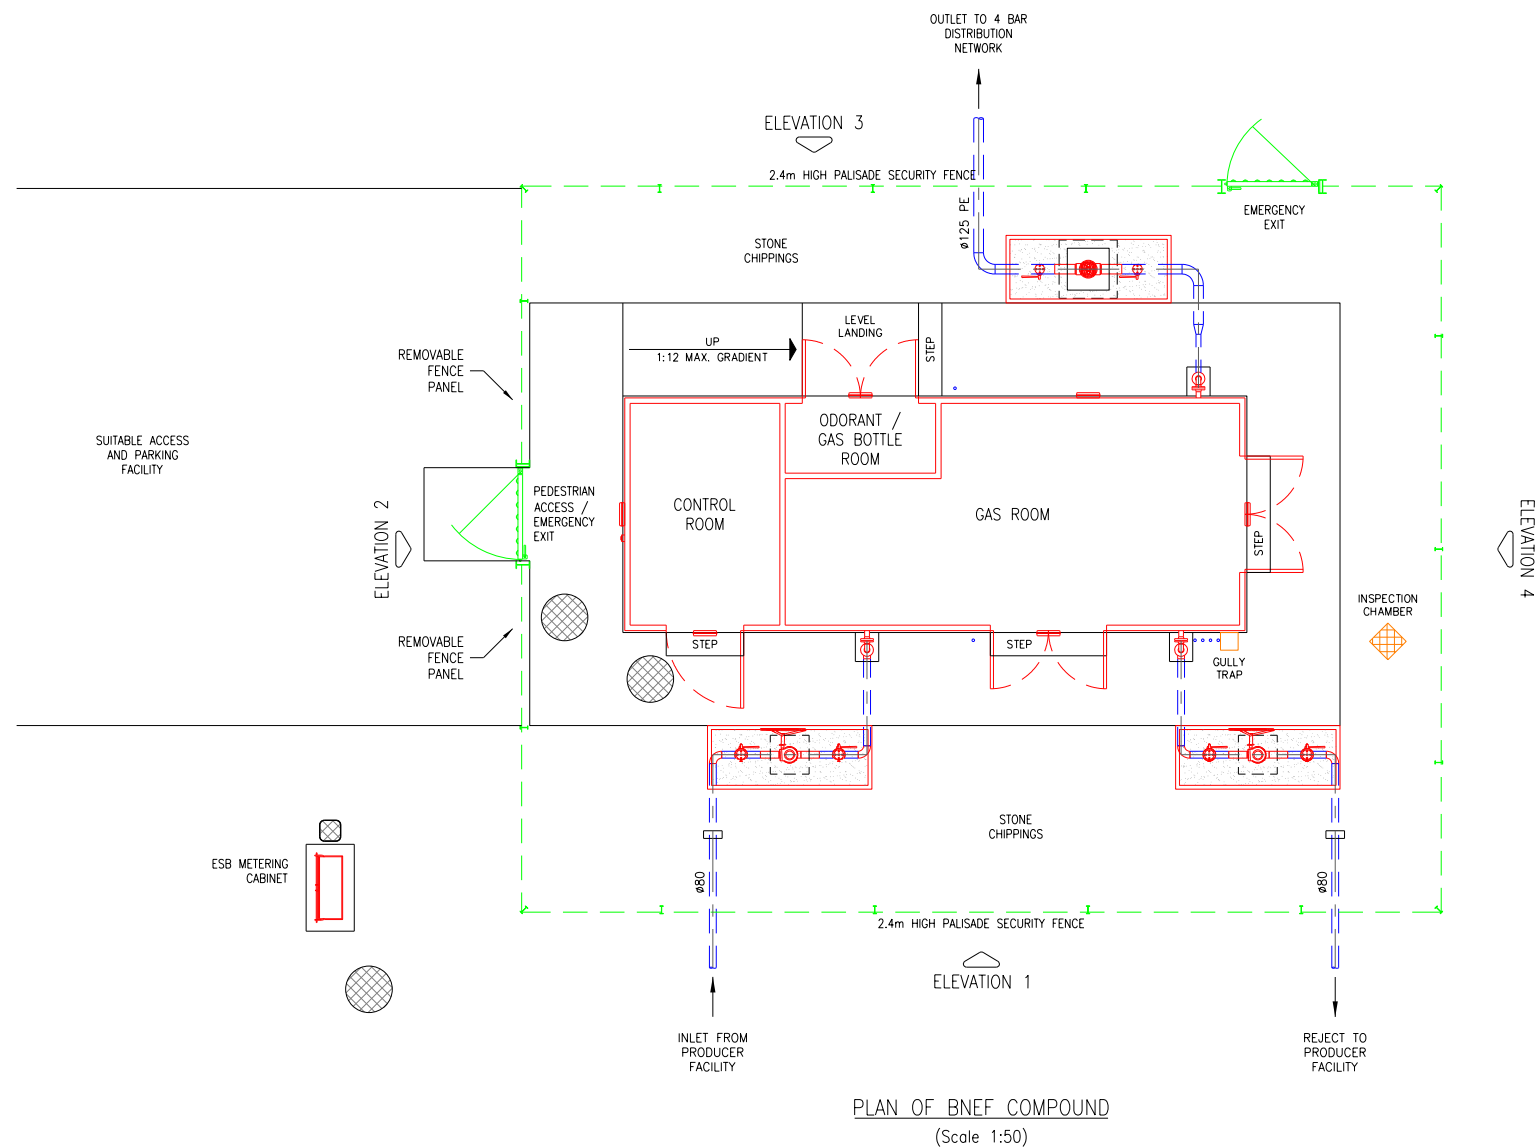 OUTLET TO 4 BAR
DISTRIBUTION
NETWORK
ELEVATION 3
2.4m HIGH PALISADE SECURITY FENCE
ø125 PE
EMERGENCY
EXIT
STONE
CHIPPINGS
LEVEL
LANDING
UP
1:12 MAX. GRADIENT
STEP
REMOVABLE
FENCE
PANEL
SUITABLE ACCESS
AND PARKING
FACILITY
ODORANT /
GAS BOTTLE
ROOM
PEDESTRIAN
ACCESS /
EMERGENCY
EXIT
CONTROL
ROOM
GAS ROOM
ELEVATION 2
STEP
ELEVATION 4
INSPECTION
CHAMBER
REMOVABLE
FENCE
PANEL
STEP
STEP
GULLY
TRAP
STONE
CHIPPINGS
ESB METERING
CABINET
ø80
ø80
2.4m HIGH PALISADE SECURITY FENCE
ELEVATION 1
INLET FROM
PRODUCER
FACILITY
REJECT TO
PRODUCER
FACILITY
PLAN OF BNEF COMPOUND
(Scale 1:50)